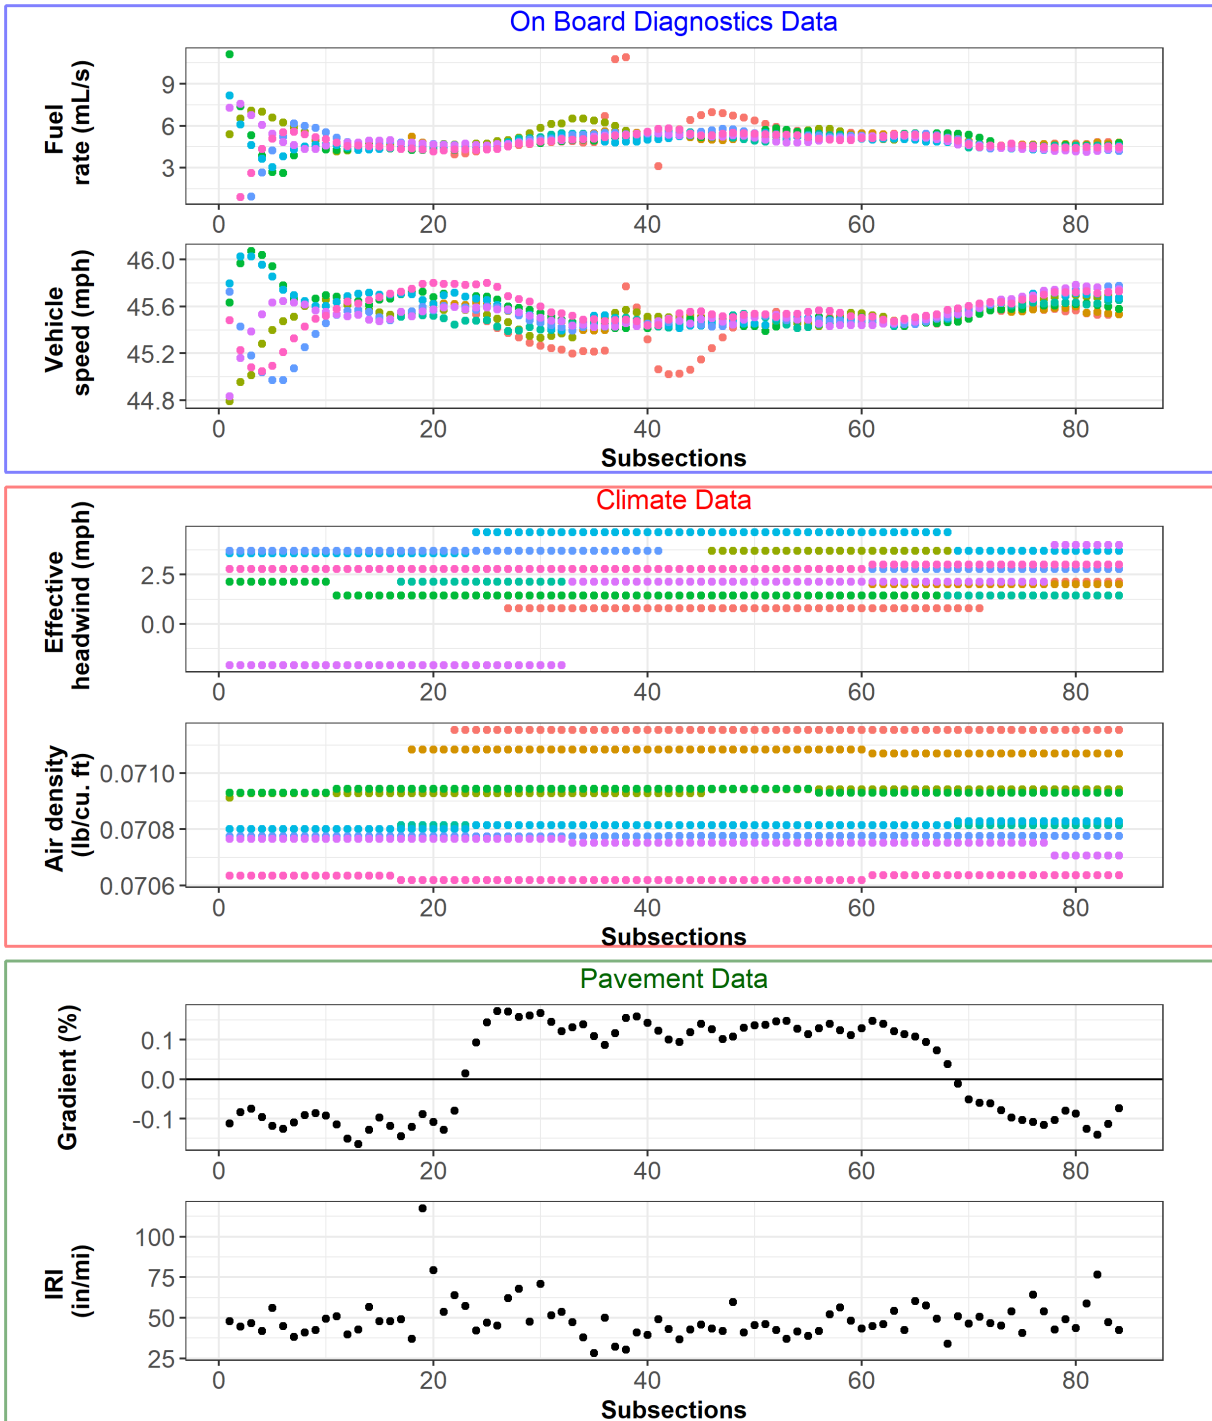 On Board Diagnostics Data
Fuel
rate (mL/s)
9
6
3
0
20
40
60
80
Vehicle
speed (mph)
46.0
45.6
45.2
44.8
0
20
40
60
80
Subsections
Climate Data
Effective
headwind (mph)
2.5
0.0
0
20
40
60
80
Air density
(lb/cu. ft)
0.0710
0.0708
0.0706
0
20
40
60
80
Subsections
Pavement Data
Gradient (%)
0.1
0.0
-0.1
0
20
40
60
80
IRI
(in/mi)
100
75
50
25
0
20
40
60
80
Subsections